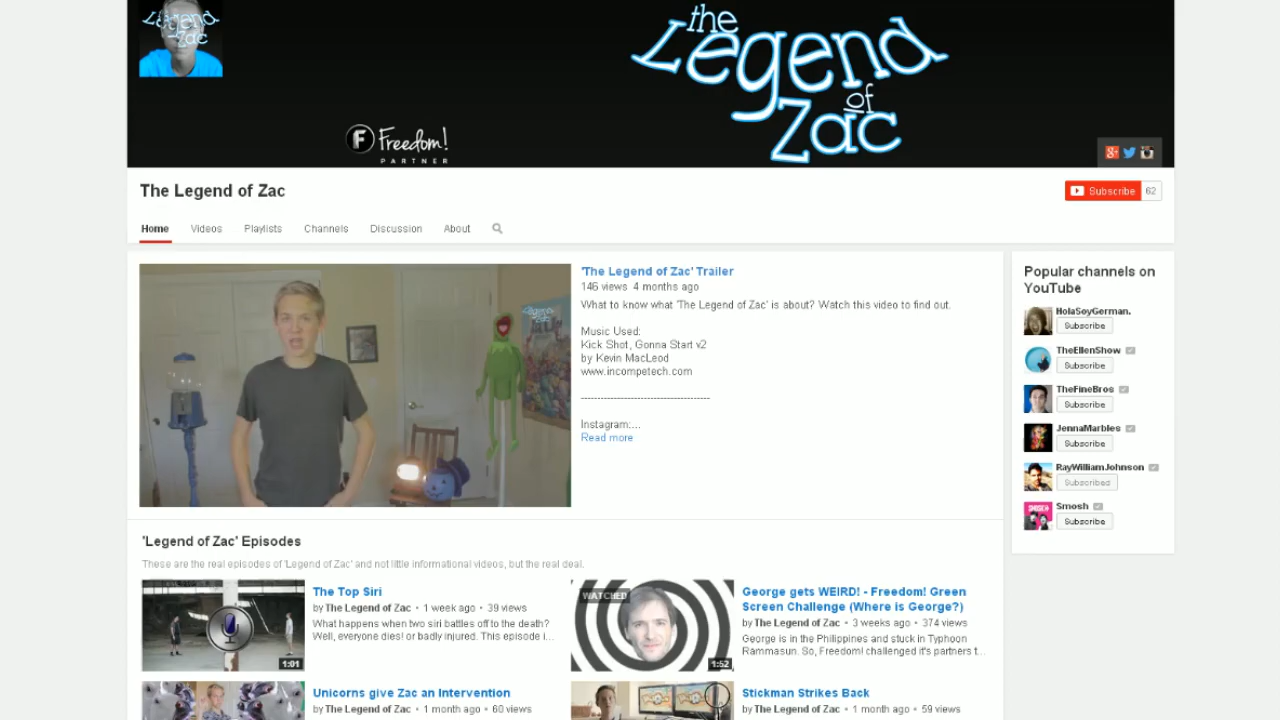 Legend
of
Zac
the
Legend
of
Zac
F Freedom!
PARTNER
The Legend of Zac
Subscribe 62
Home Videos Playlists Channels Discussion About
'The Legend of Zac' Trailer
146 views 4 months ago
What to know what 'The Legend of Zac' is about? Watch this video to find out.
Music Used:
Kick Shot, Gonna Start v2
by Kevin MacLeod
www.incompetech.com
---------------------------------------
Instagram:...
Read more
Popular channels on
YouTube
HolaSoyGerman.
Subscribe
TheEllenShow
Subscribe
TheFineBros
Subscribe
JennaMarbles
Subscribe
RayWilliamJohnson
Subscribed
Smosh
Subscribe
'Legend of Zac' Episodes
These are the real episodes of 'Legend of Zac' and not little informational videos, but the real deal.
1:01
The Top Siri
by The Legend of Zac • 1 week ago • 39 views
What happens when two siri battles off to the death?
Well, everyone dies! or badly injured. This episode i...
WATCHED
1:52
George gets WEIRD! - Freedom! Green
Screen Challenge (Where is George?)
by The Legend of Zac • 3 weeks ago • 374 views
George is in the Philippines and stuck in Typhoon
Rammasun. So, Freedom! challenged it's partners t...
Unicorns give Zac an Intervention
by The Legend of Zac • 1 month ago • 60 views
Stickman Strikes Back
by The Legend of Zac • 1 month ago • 59 views